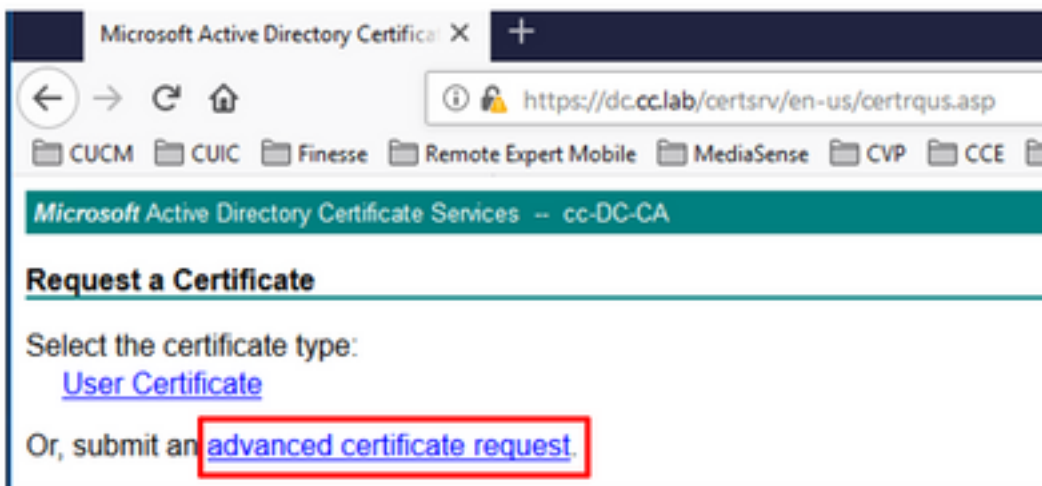 Microsoft Active Directory Certifica
https://dc.cc.lab/certsrv/en-us/certrqus.asp
CUCM CUIC Finesse Remote Expert Mobile MediaSense CVP CCE
Microsoft Active Directory Certificate Services -- cc-DC-CA
Request a Certificate
Select the certificate type:
User Certificate
Or, submit an advanced certificate request.